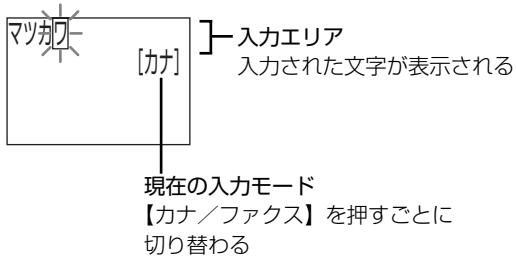 マツカワ
[カナ]
入力エリア
入力された文字が表示される
現在の入力モード
【カナ／ファクス】を押すごとに
切り替わる